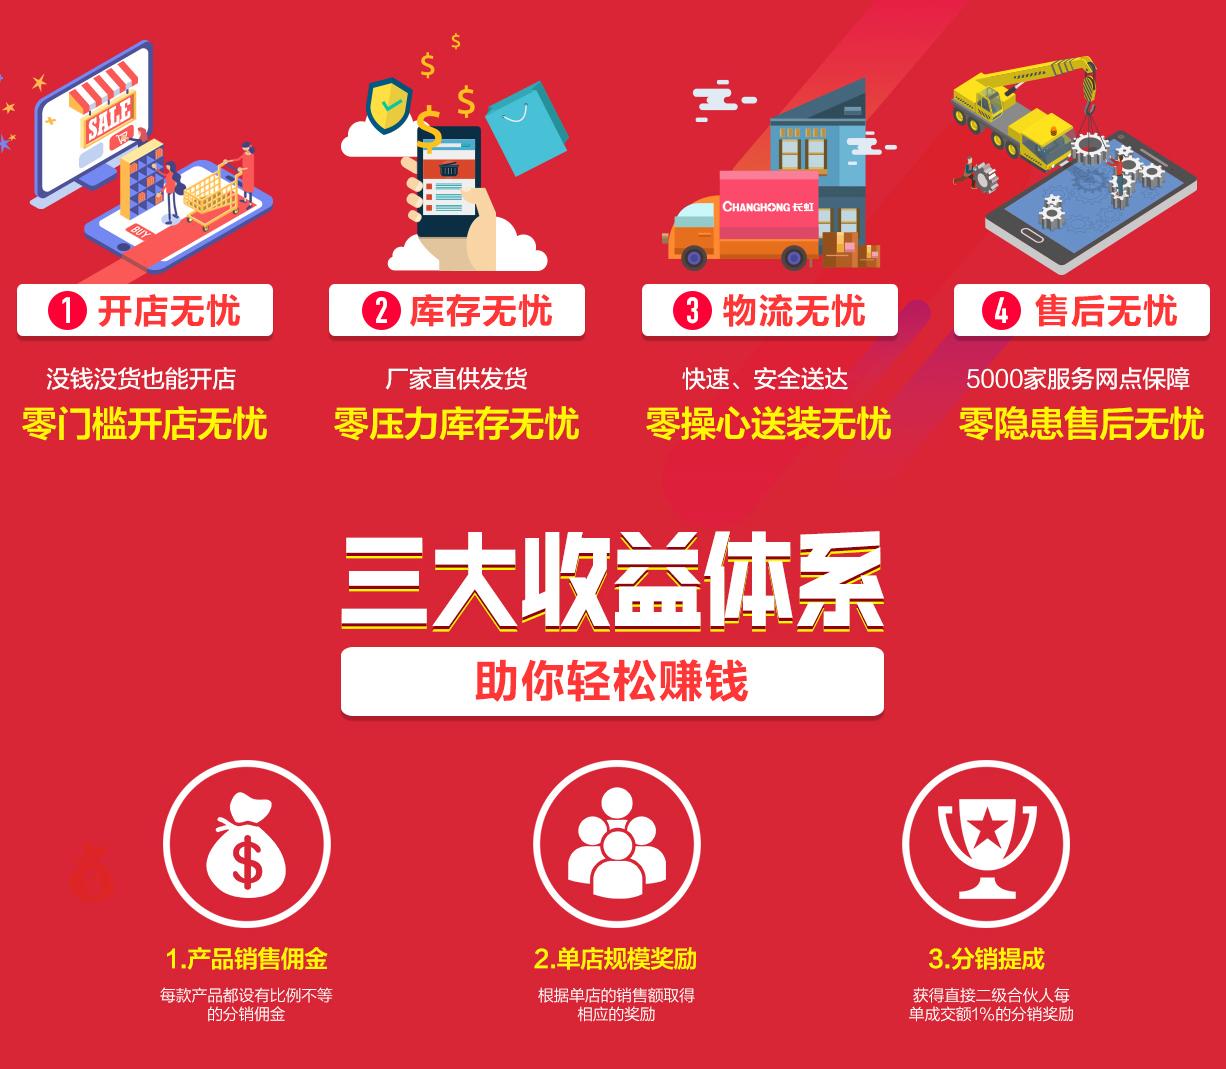 SALE
BUY
CHANGHONG 长虹
1 开店无忧
2 库存无忧
3 物流无忧
4 售后无忧
没钱没货也能开店
零门槛开店无忧
厂家直供发货
零压力库存无忧
快速、安全送达
零操心送装无忧
5000家服务网点保障
零隐患售后无忧
三大收益体系
助你轻松赚钱
1.产品销售佣金
每款产品都设有比例不等
的分销佣金
2.单店规模奖励
根据单店的销售额取得
相应的奖励
3.分销提成
获得直接二级合伙人每
单成交额1%的分销奖励